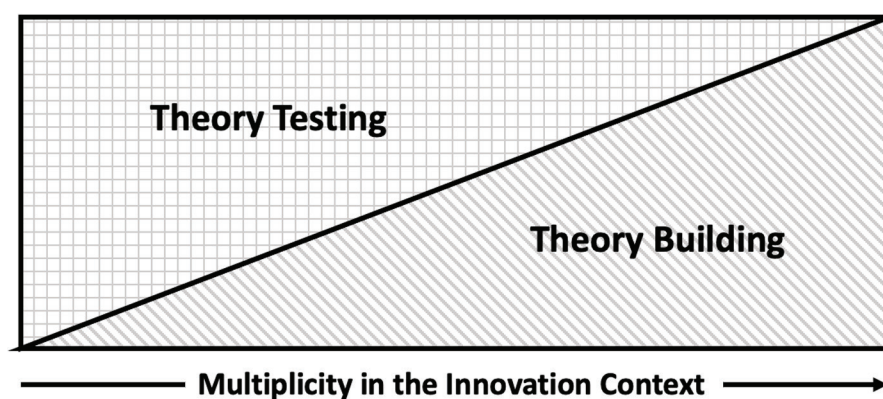 Theory Testing
Theory Building
Multiplicity in the Innovation Context